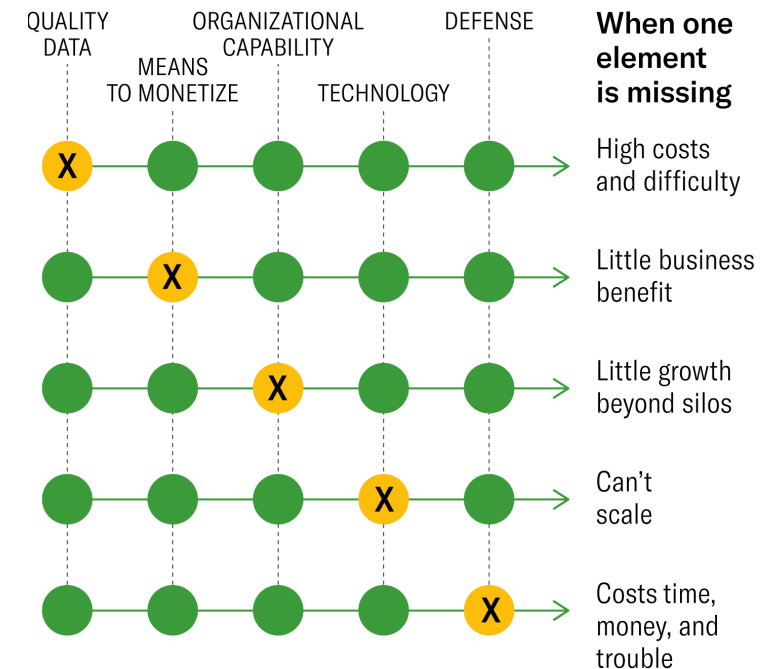 QUALITY
DATA
MEANS
TO MONETIZE
ORGANIZATIONAL
CAPABILITY
TECHNOLOGY
DEFENSE
When one
element
is missing
X
High costs
and difficulty
X
Little business
benefit
X
Little growth
beyond silos
X
Can’t
scale
X
Costs time,
money, and
trouble